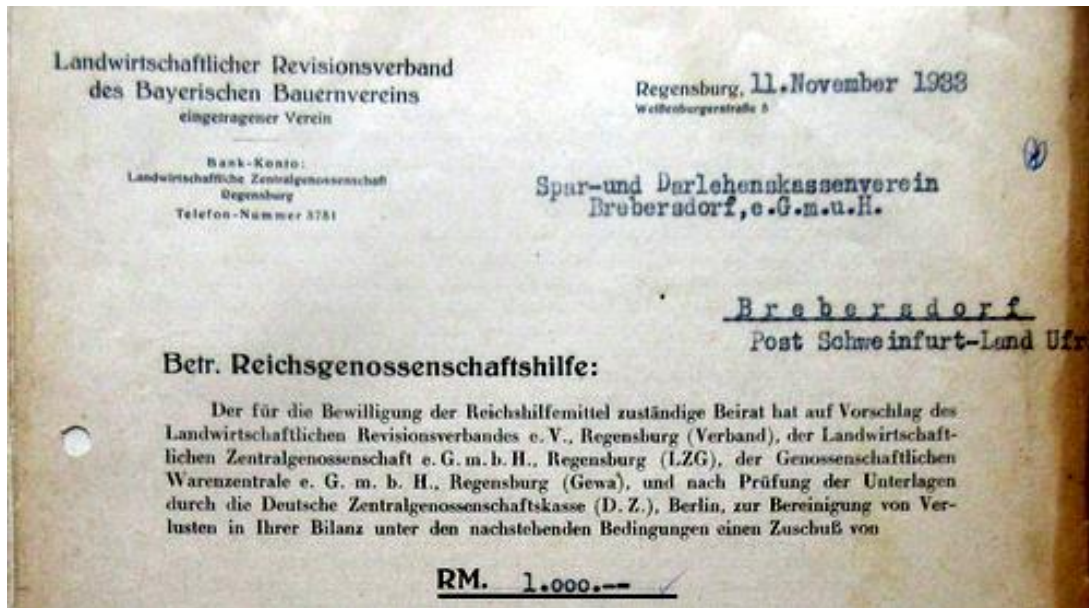 Landwirtschaftlicher Revisionsverband
des Bayerischen Bauernvereins
eingetragener Verein
Bank-Konto:
Landwirtschaftliche Zentralgenossenschaft
Regensburg
Telefon-Nummer 3781
Regensburg, 11.November 1933
Weißenburgerstraße 5
Spar-und Darlehenskassenverein
Brebersdorf,e.G.m.u.H.
Brebersdorf
Post Schweinfurt-Land Ufr
Betr. Reichsgenossenschaftshilfe:
Der für die Bewilligung der Reichshilfemittel zuständige Beirat hat auf Vorschlag des
Landwirtschaftlichen Revisionsverbandes e. V., Regensburg (Verband), der Landwirtschaft-
lichen Zentralgenossenschaft e. G. m. b. H., Regensburg (LZG), der Genossenschaftlichen
Warenzentrale e. G. m. b. H., Regensburg (Gewa), und nach Prüfung der Unterlagen
durch die Deutsche Zentralgenossenschaftskasse (D. Z.), Berlin, zur Bereinigung von Ver-
lusten in Ihrer Bilanz unter den nachstehenden Bedingungen einen Zuschuß von
RM. 1.000.--